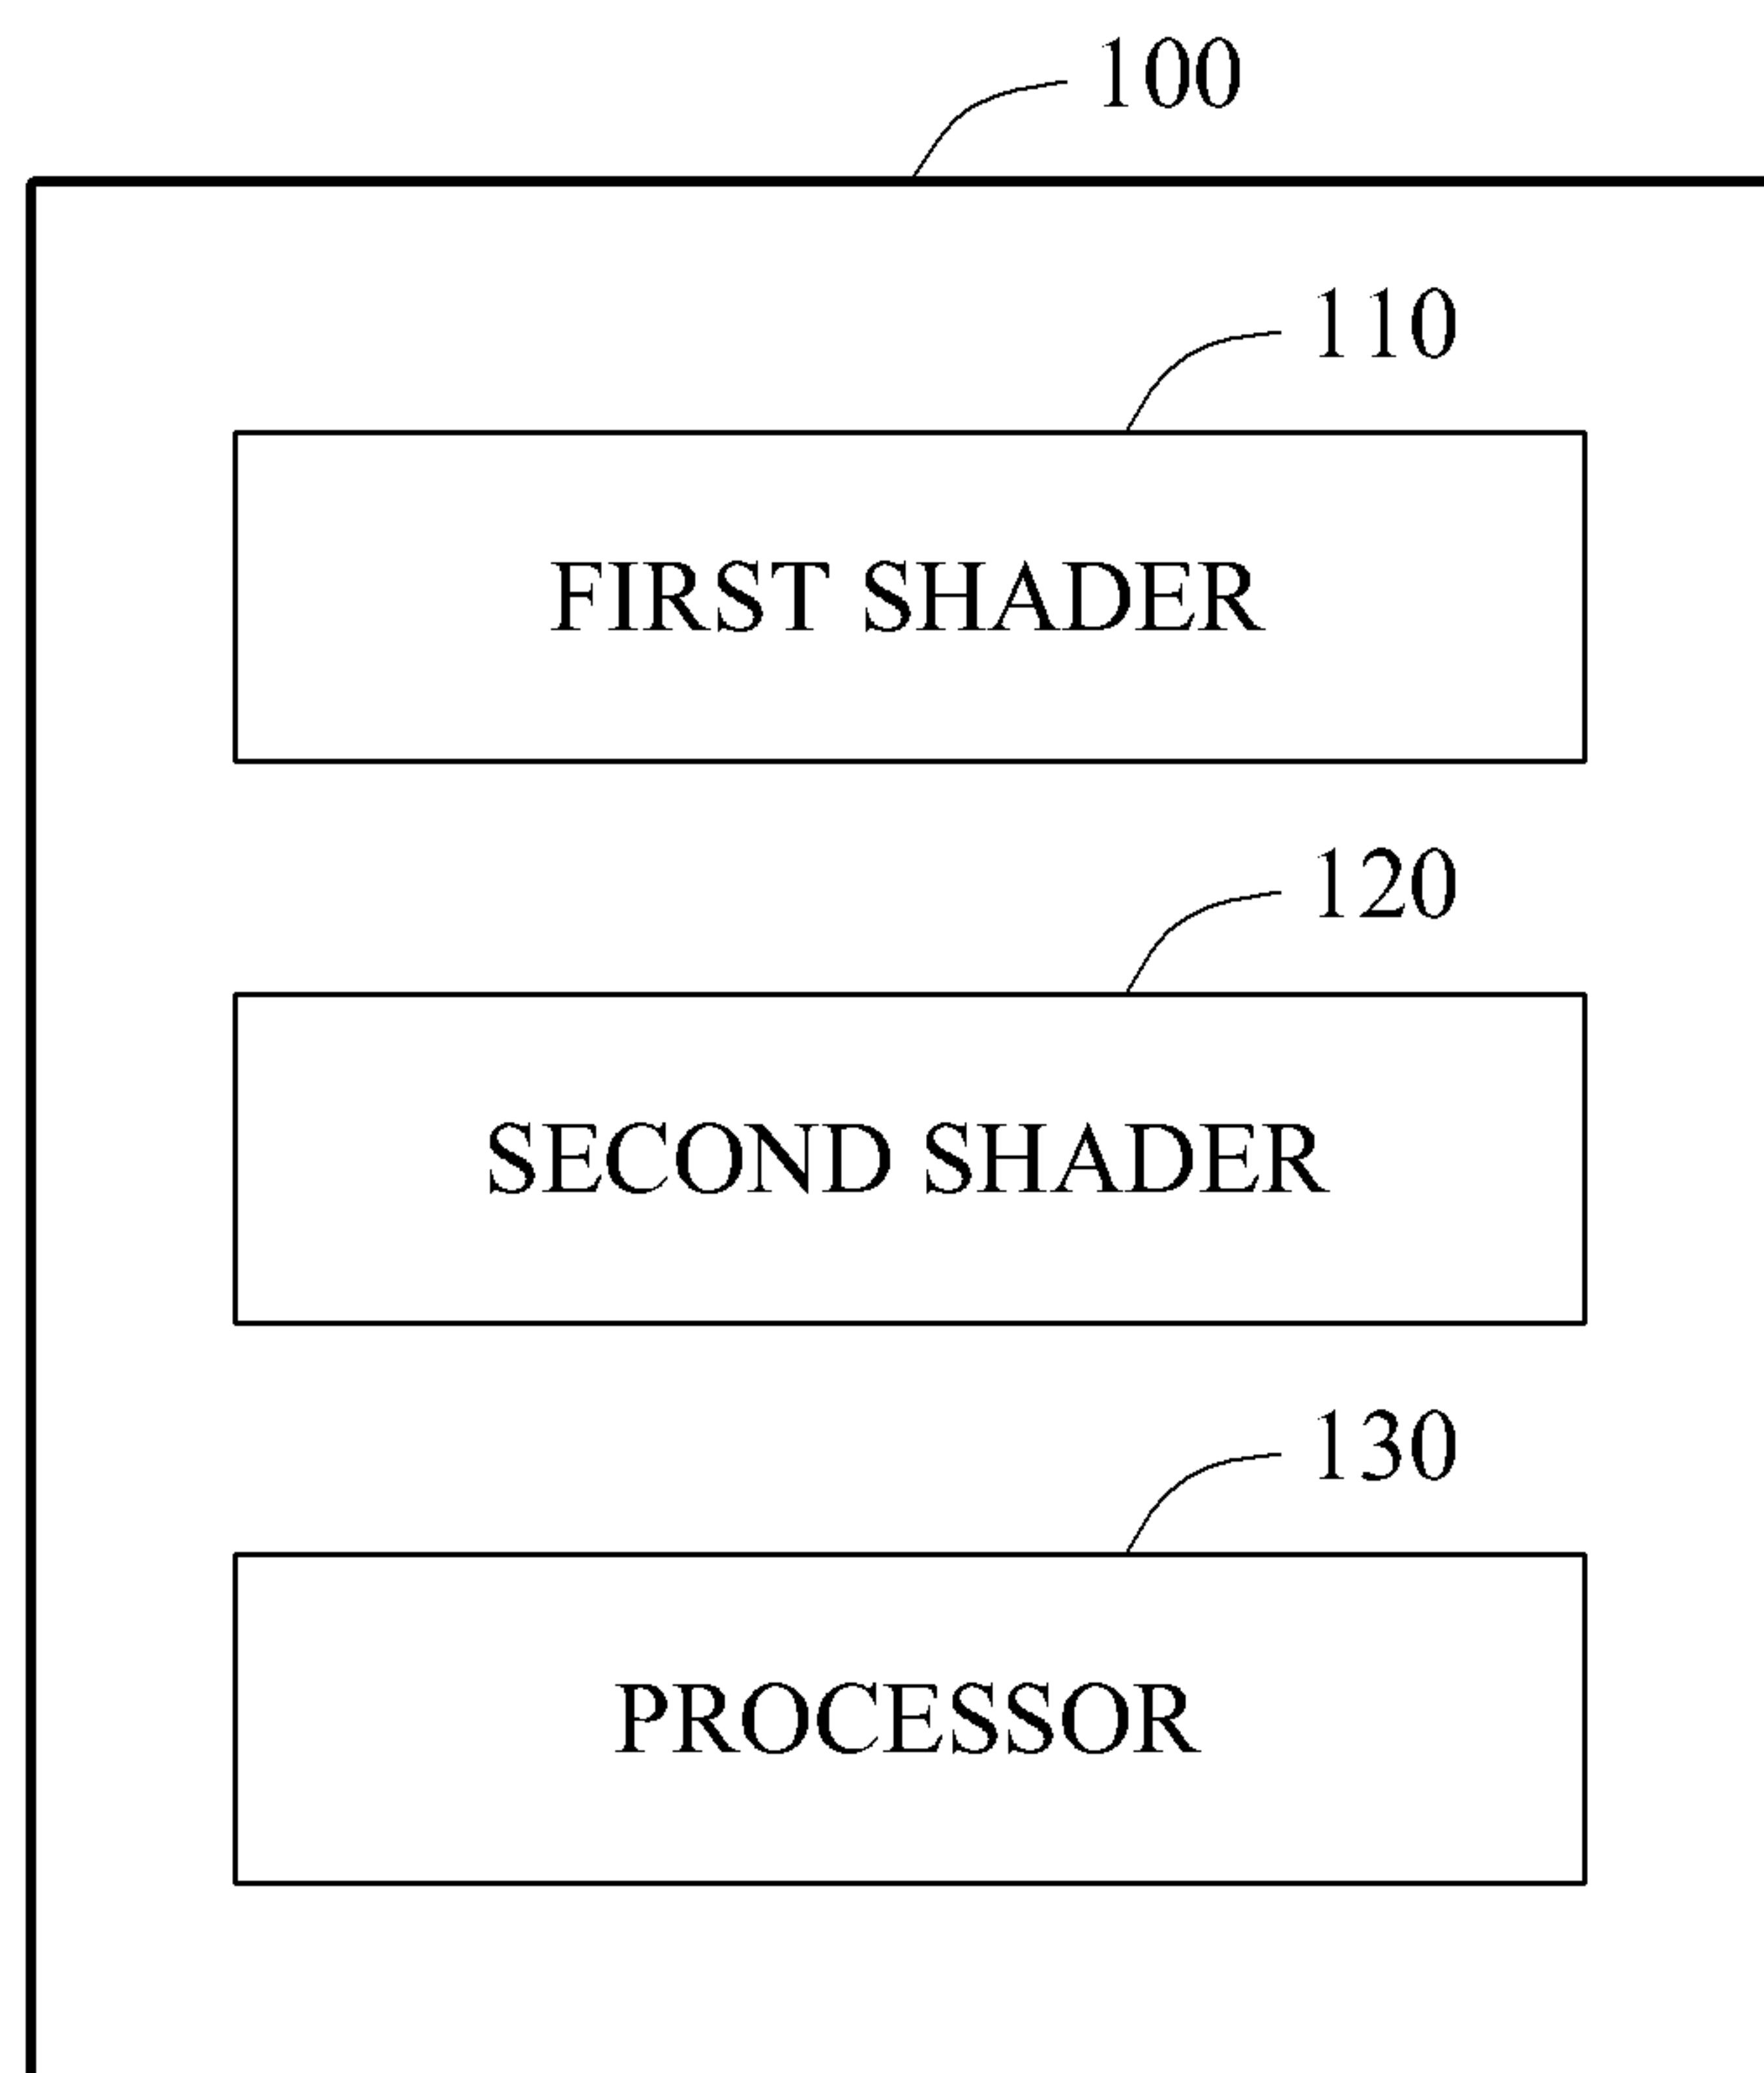 100
110
FIRST SHADER
120
SECOND SHADER
130
PROCESSOR